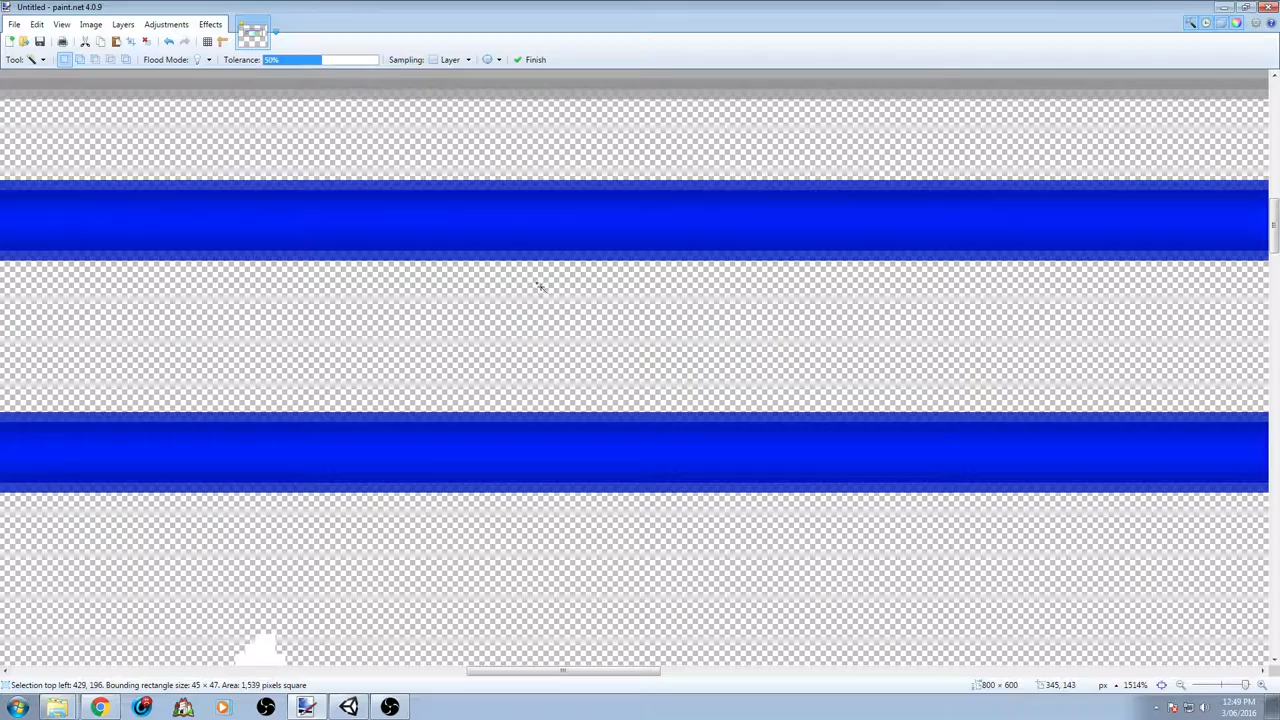 Untitled - paint.net 4.0.9
File Edit View Image Layers Adjustments Effects
Tool: Flood Mode: Tolerance: 50% Sampling: Layer Finish
Selection top left: 429, 196. Bounding rectangle size: 45 × 47. Area: 1,539 pixels square 800 × 600 345, 143 px 1514%
12:49 PM
3/06/2016